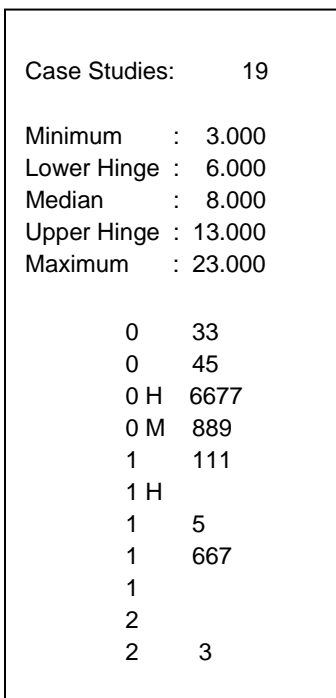 Case Studies: 19
Minimum : 3.000
Lower Hinge : 6.000
Median : 8.000
Upper Hinge : 13.000
Maximum : 23.000
0 33
0 45
0 H 6677
0 M 889
1 111
1 H
1 5
1 667
1
2
2 3